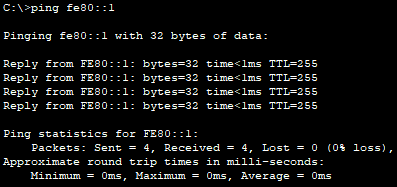 C:\>ping fe80::1
Pinging fe80::1 with 32 bytes of data:
Reply from FE80::1: bytes=32 time<1ms TTL=255
Reply from FE80::1: bytes=32 time<1ms TTL=255
Reply from FE80::1: bytes=32 time<1ms TTL=255
Reply from FE80::1: bytes=32 time<1ms TTL=255
Ping statistics for FE80::1:
    Packets: Sent = 4, Received = 4, Lost = 0 (0% loss),
Approximate round trip times in milli-seconds:
    Minimum = 0ms, Maximum = 0ms, Average = 0ms